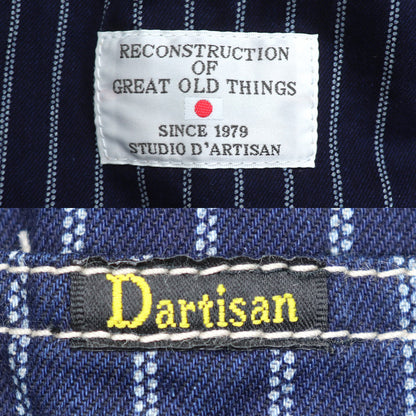 RECONSTRUCTION
OF
GREAT OLD THINGS
SINCE 1979
STUDIO D'ARTISAN
Dartisan